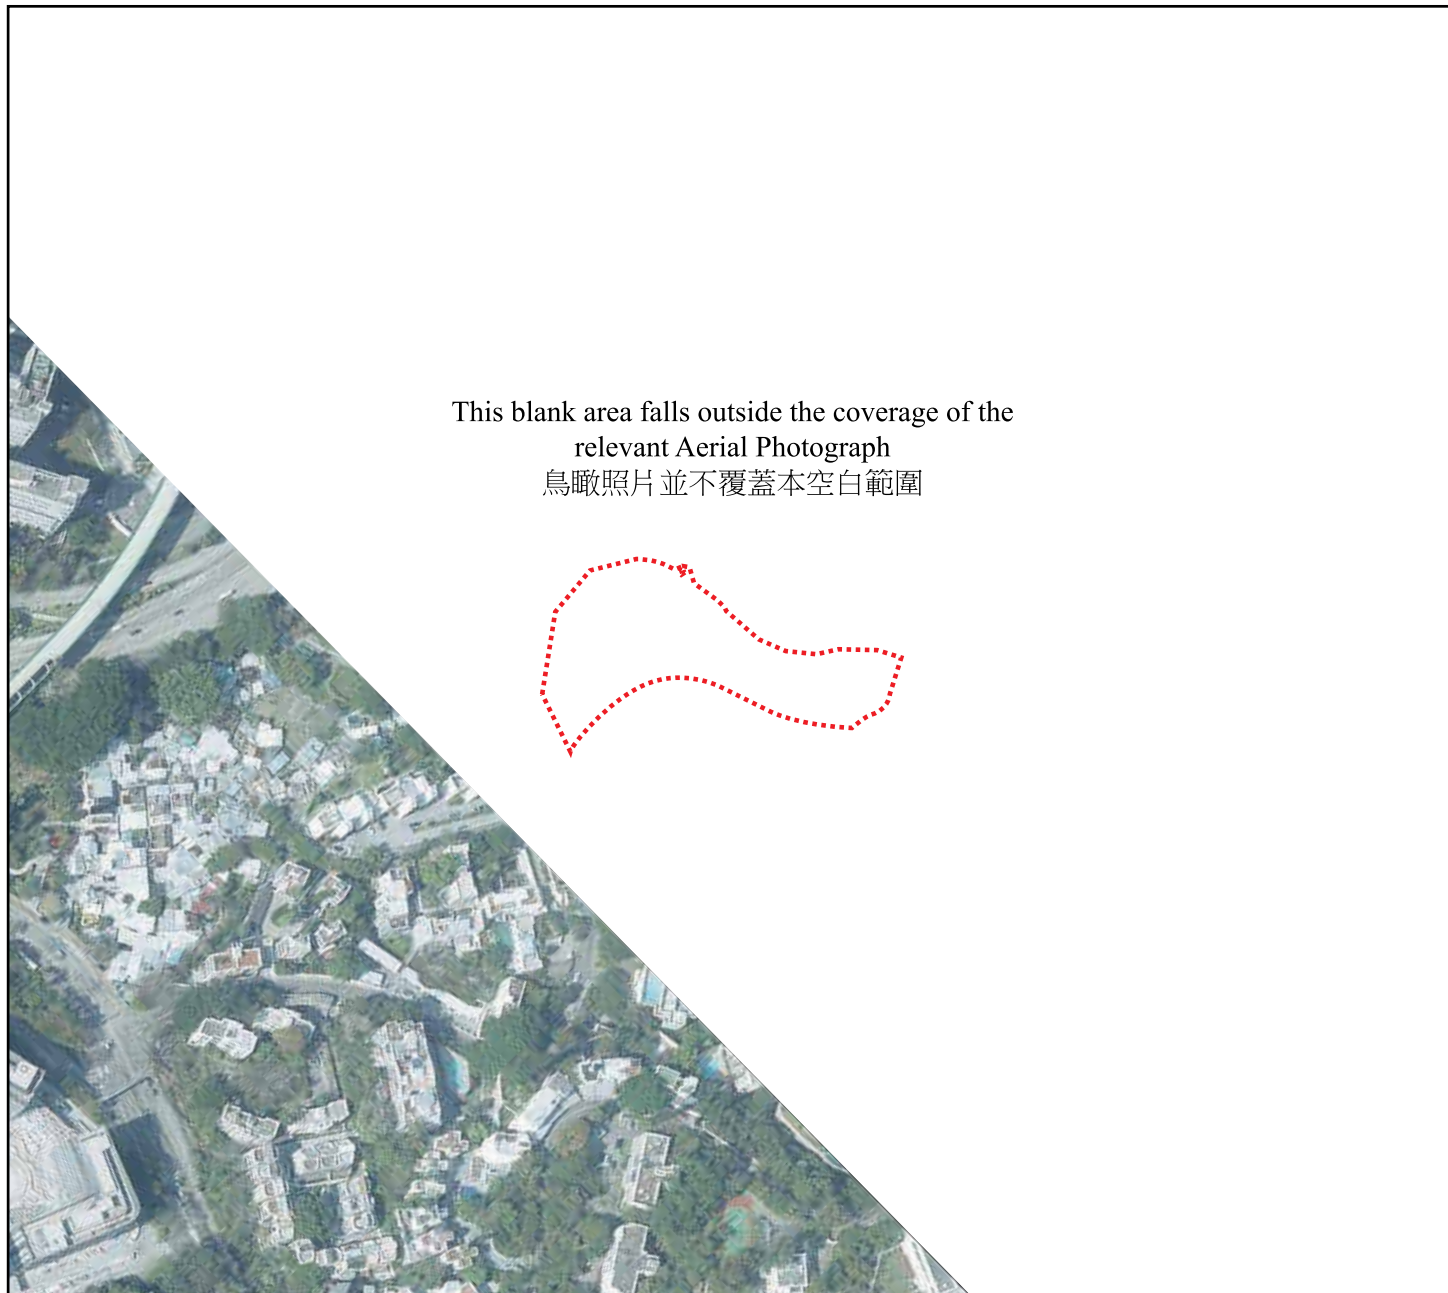 This blank area falls outside the coverage of the
relevant Aerial Photograph
鳥瞰照片並不覆蓋本空白範圍